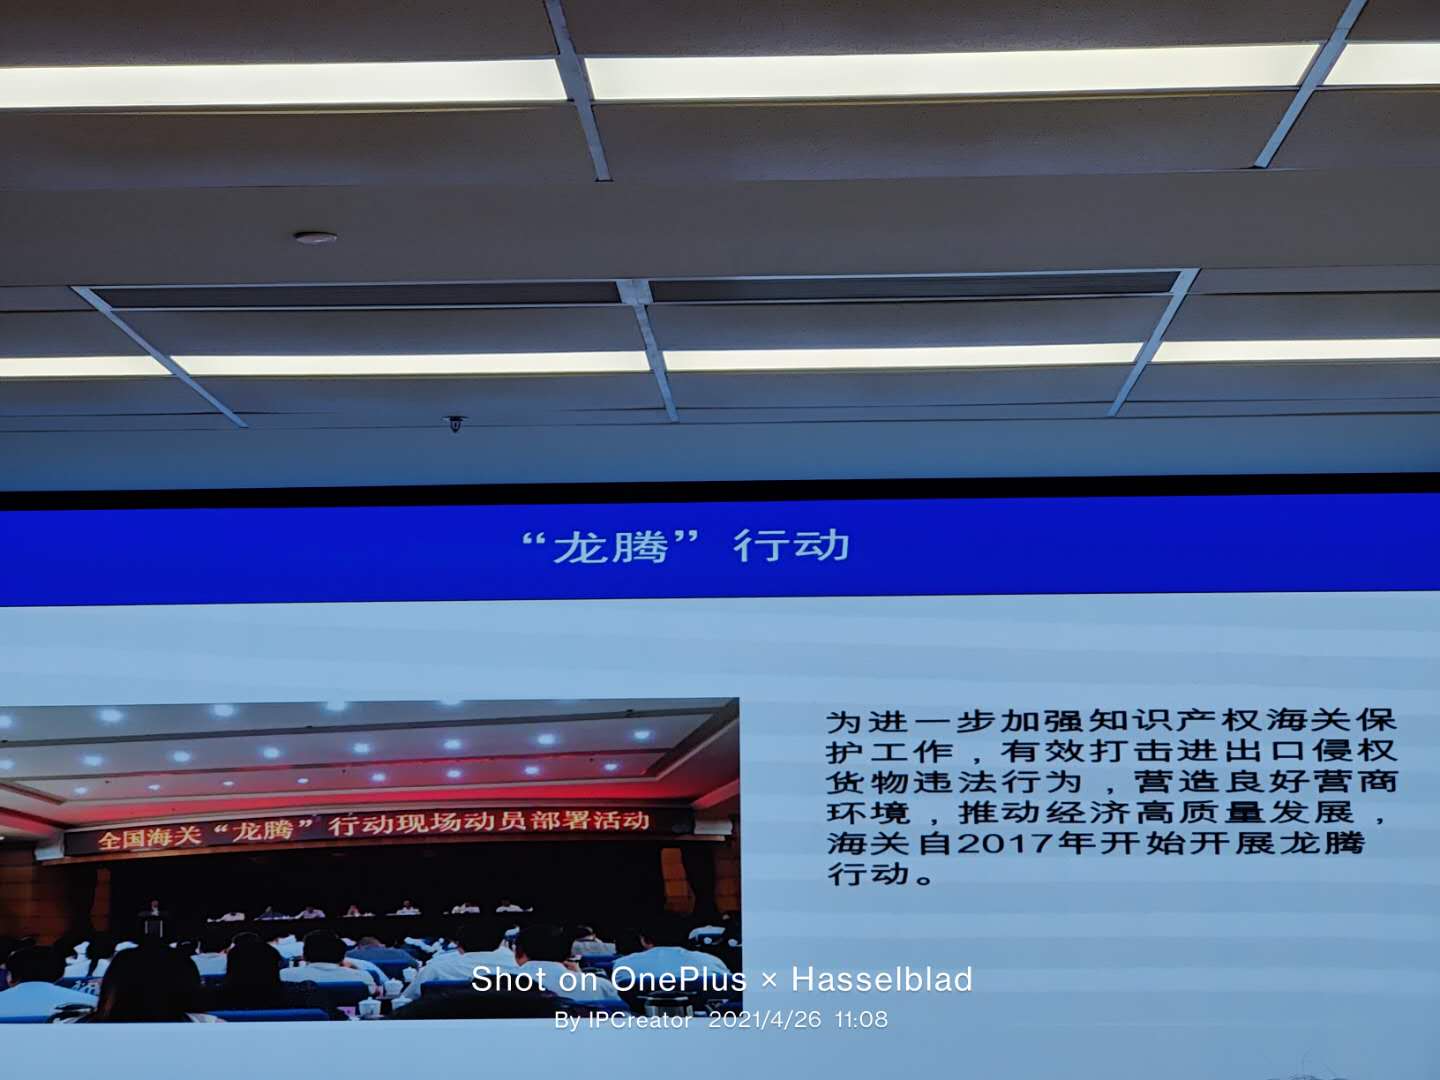 “龙腾”行动
为进一步加强知识产权海关保
护工作，有效打击进出口侵权
货物违法行为，营造良好营商
环境，推动经济高质量发展，
海关自2017年开始开展龙腾
行动。
全国海关“龙腾”行动现场动员部署活动
Shot on OnePlus × Hasselblad
By IPCreator 2021/4/26 11:08